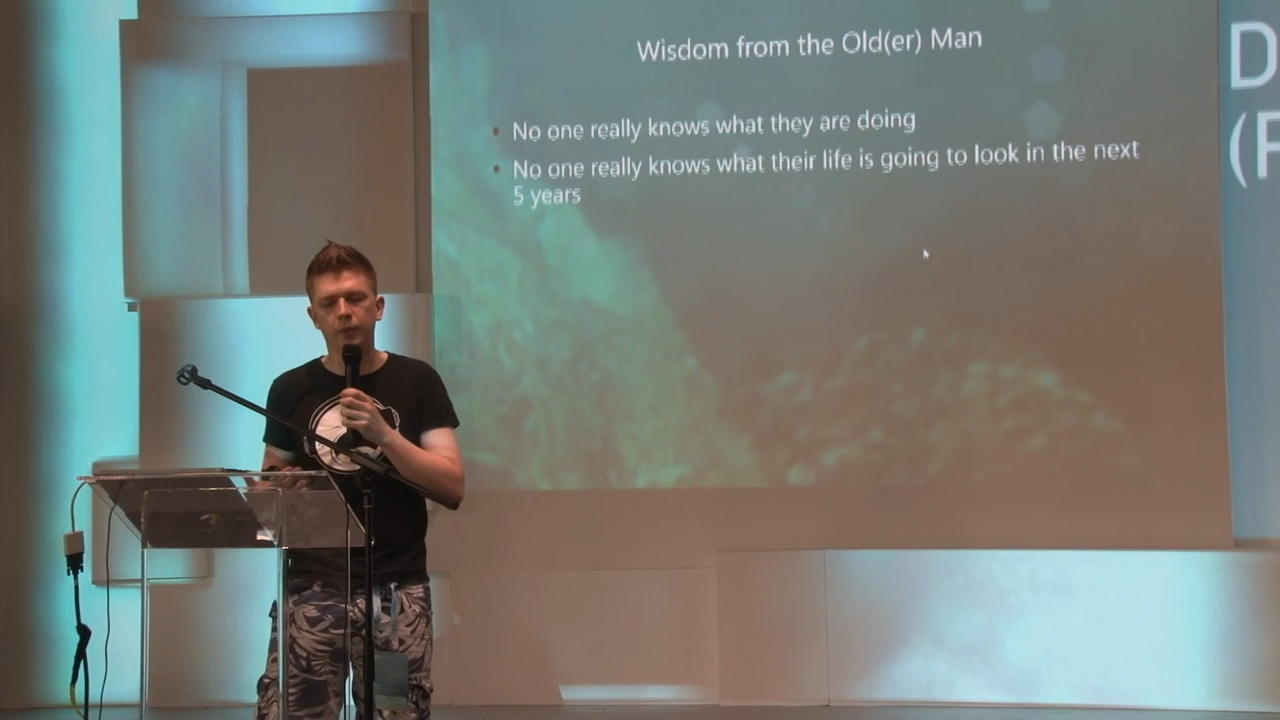 Wisdom from the Old(er) Man
• No one really knows what they are doing
• No one really knows what their life is going to look in the next
5 years
D
(F